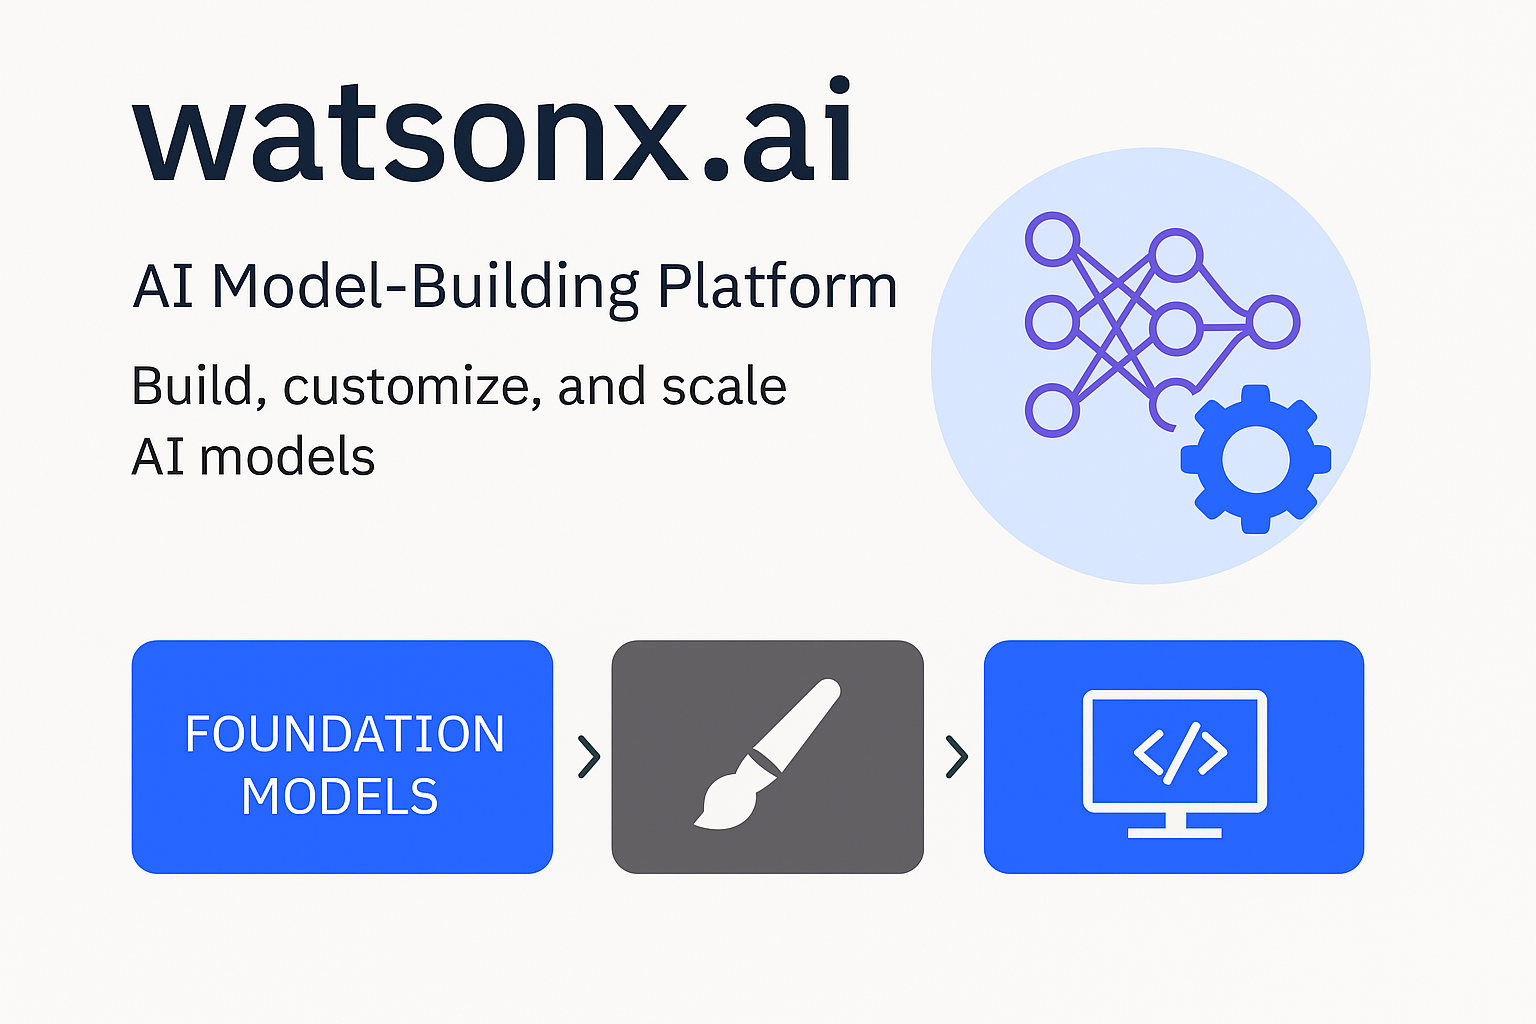 watsonx.ai
AI Model-Building Platform
Build, customize, and scale
AI models
FOUNDATION
MODELS
</>